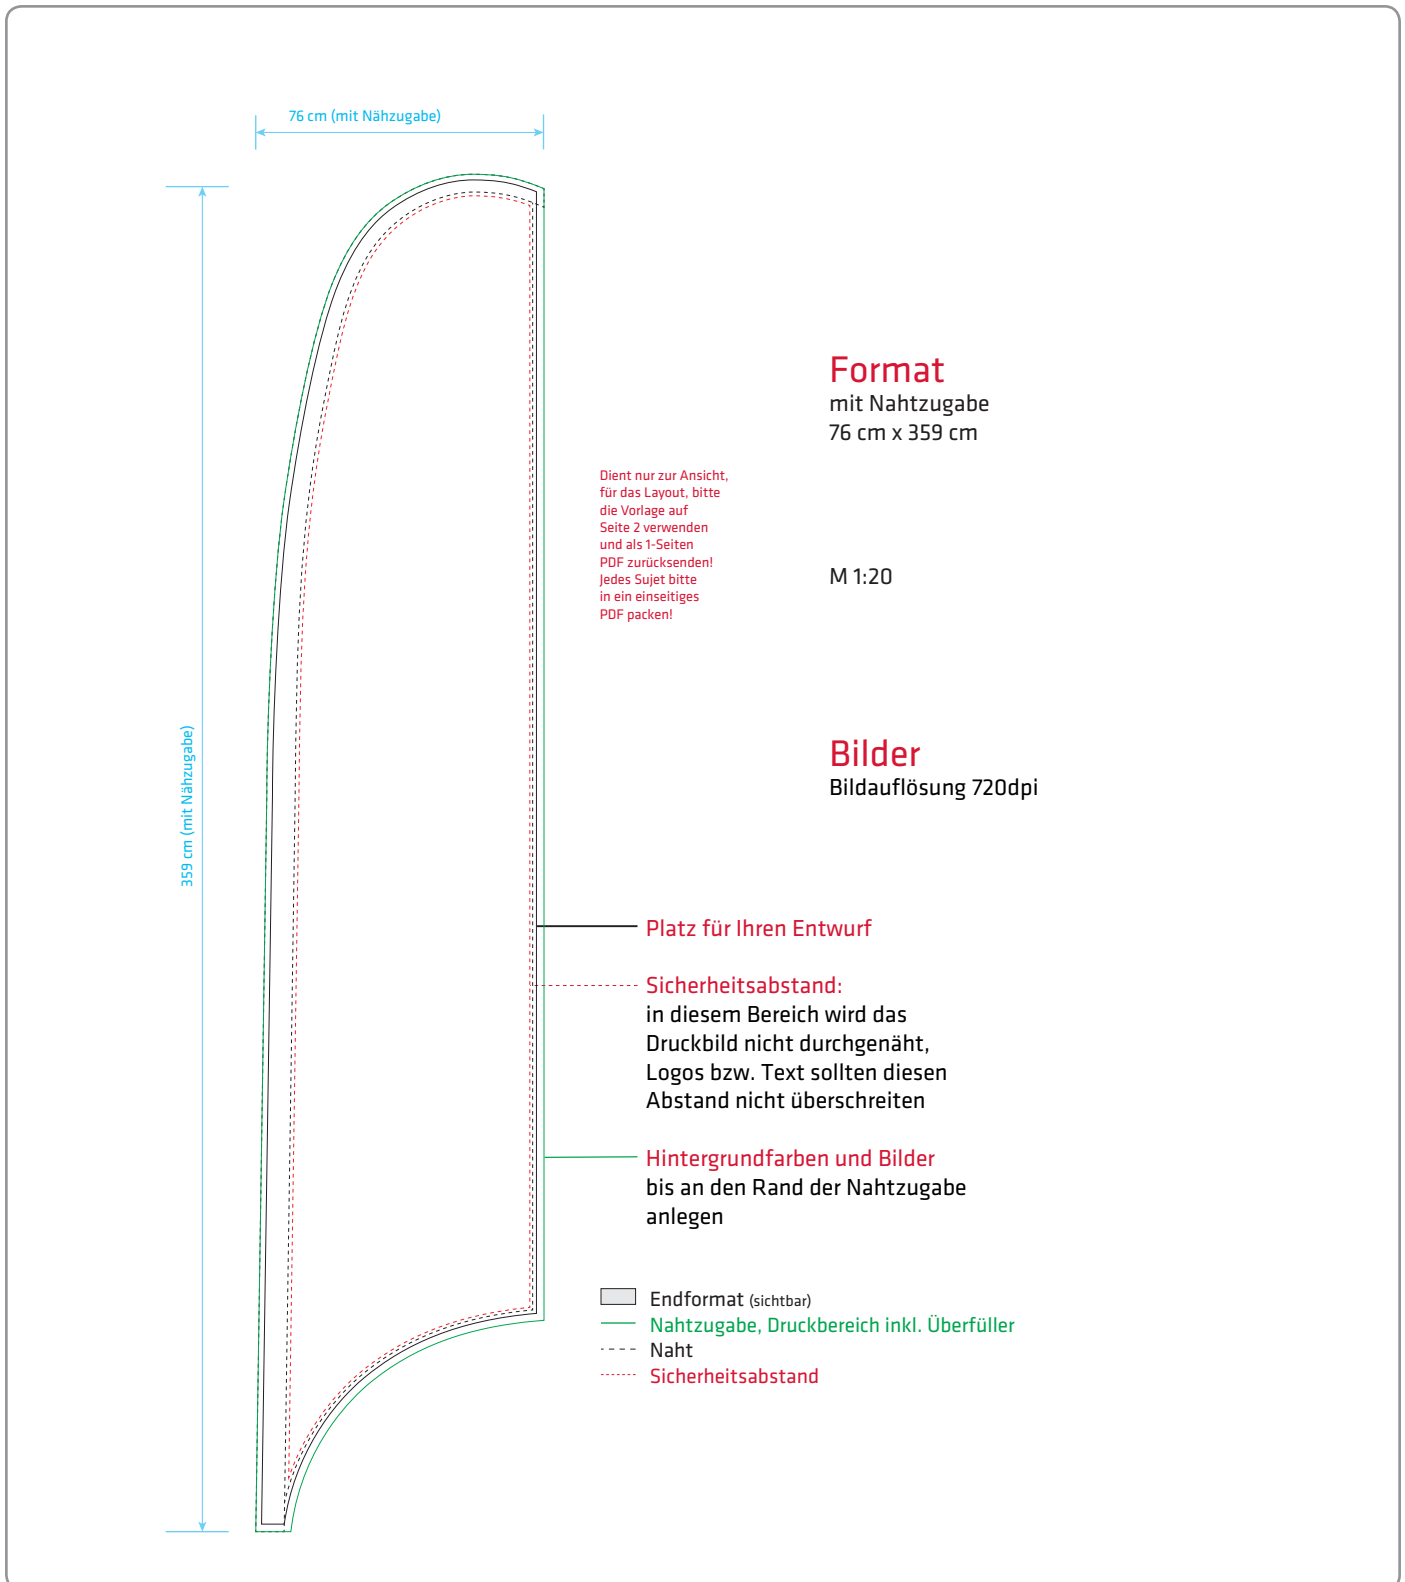 76 cm (mit Nähzugabe)
359 cm (mit Nähzugabe)
Format
mit Nahtzugabe
76 cm x 359 cm
Dient nur zur Ansicht,
für das Layout, bitte
die Vorlage auf
Seite 2 verwenden
und als 1-Seiten
PDF zurücksenden!
Jedes Sujet bitte
in ein einseitiges
PDF packen!
M 1:20
Bilder
Bildauflösung 720dpi
Platz für Ihren Entwurf
Sicherheitsabstand:
in diesem Bereich wird das
Druckbild nicht durchgenäht,
Logos bzw. Text sollten diesen
Abstand nicht überschreiten
Hintergrundfarben und Bilder
bis an den Rand der Nahtzugabe
anlegen
Endformat (sichtbar)
Nahtzugabe, Druckbereich inkl. Überfüller
Naht
Sicherheitsabstand